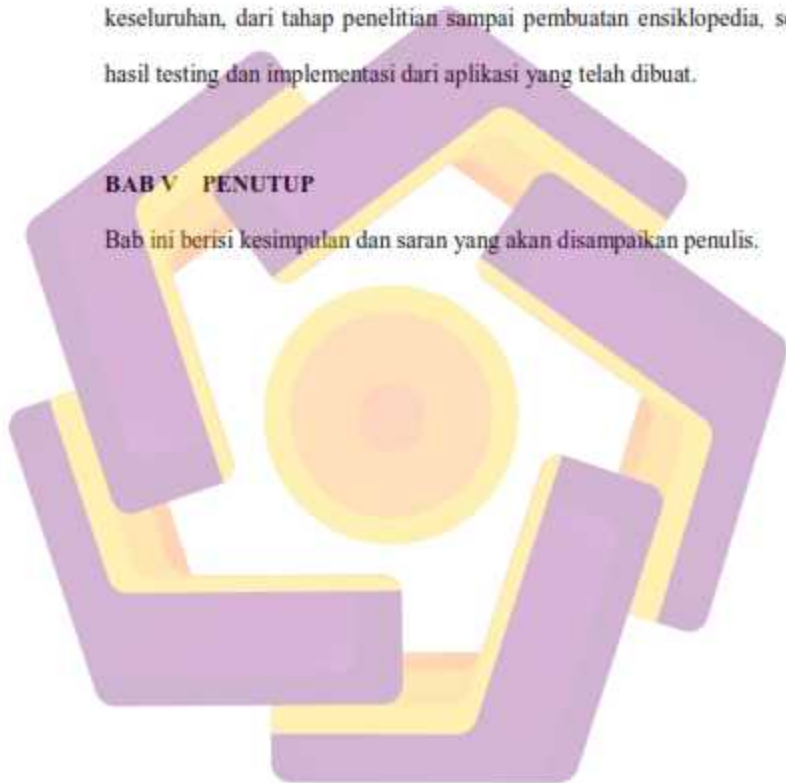 keseluruhan, dari tahap penelitian sampai pembuatan ensiklopedia,
hasil testing dan implementasi dari aplikasi yang telah dibuat.
BAB V PENUTUP
Bab ini berisi kesimpulan dan saran yang akan disampaikan penulis.